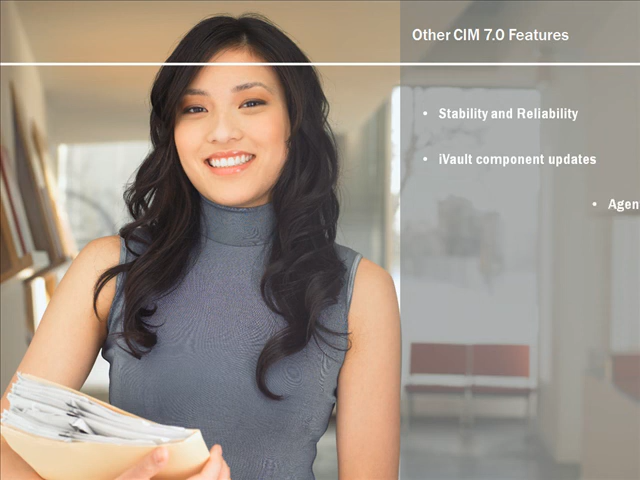 Other CIM 7.0 Features
• Stability and Reliability
• iVault component updates
• Agen